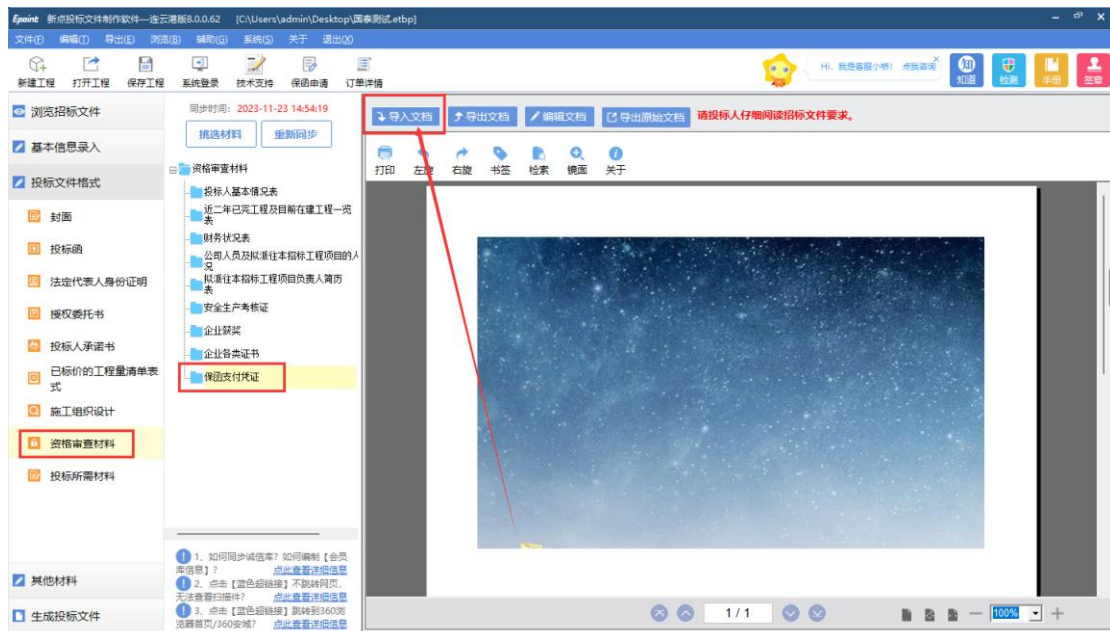 Epoint 新点投标文件制作软件—连云港版8.0.0.62 [C:\Users\admin\Desktop\国泰测试.etbp]
文件(F) 编辑(T) 导出(E) 浏览(B) 辅助(G) 系统(S) 关于 退出(X)
新建工程 打开工程 保存工程 系统登录 技术支持 保函申请 订单详情
Hi，我是客服小桥！点我咨询
知道 检测 手册 签章
浏览招标文件
基本信息录入
投标文件格式
封面
投标函
法定代表人身份证明
授权委托书
投标人承诺书
已标价的工程量清单表
式
施工组织设计
资格审查材料
投标所需材料
其他材料
生成投标文件
同步时间：2023-11-23 14:54:19
挑选材料 重新同步
资格审查材料
投标人基本情况表
近二年已完工程及目前在建工程一览
表
财务状况表
公司人员及拟派往本招标工程项目的人
况
拟派往本招标工程项目负责人简历
表
安全生产考核证
企业获奖
企业各类证书
保函支付凭证
1、如何同步诚信库？如何编制【会员
库信息】？ 点此查看详细信息
2、点击【蓝色超链接】不跳转网页，
无法查看扫描件？ 点此查看详细信息
3、点击【蓝色超链接】跳转到360浏
览器首页/360安域？ 点此查看详细信息
导入文档 导出文档 编辑文档 导出原始文档 请投标人仔细阅读招标文件要求。
打印 左旋 右旋 书签 检索 镜面 关于
1 / 1
100%